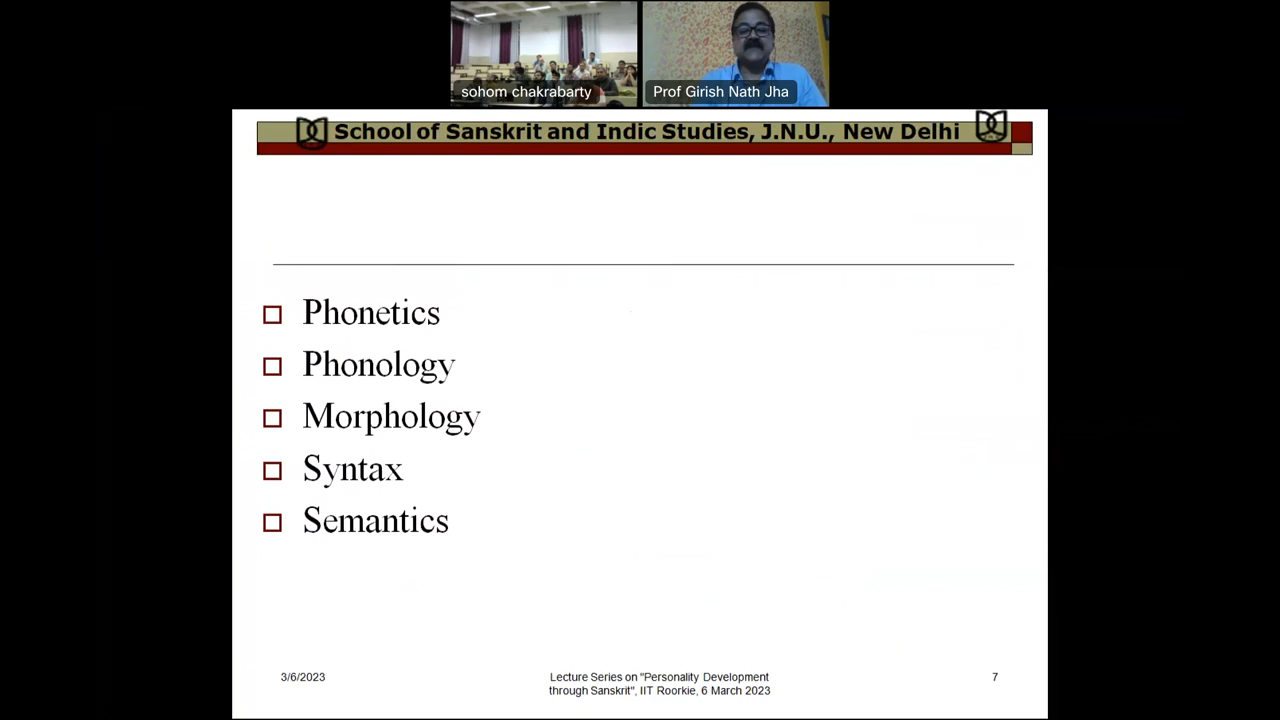 sohom chakrabarty
Prof Girish Nath Jha
School of Sanskrit and Indic Studies, J.N.U., New Delhi
Phonetics
Phonology
Morphology
Syntax
Semantics
3/6/2023
Lecture Series on "Personality Development
through Sanskrit", IIT Roorkie, 6 March 2023
7